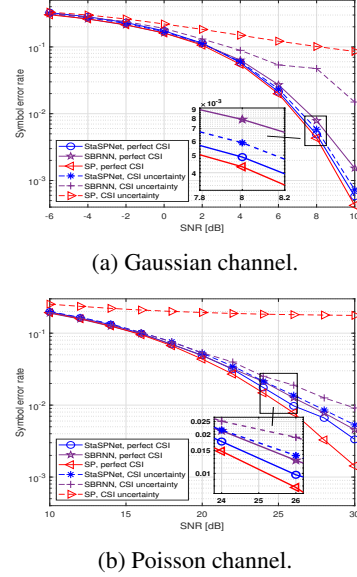 10⁻¹
10⁻²
10⁻³
Symbol error rate
9 ×10⁻³
8
7
6
5
4
7.8 8 8.2
StaSPNet, perfect CSI
SBRNN, perfect CSI
SP, perfect CSI
StaSPNet, CSI uncertainty
SBRNN, CSI uncertainty
SP, CSI uncertainty
-6 -4 -2 0 2 4 6 8 10
SNR [dB]
(a) Gaussian channel.
10⁻¹
10⁻²
10⁻³
Symbol error rate
0.025
0.02
0.015
0.01
24 25 26
StaSPNet, perfect CSI
SBRNN, perfect CSI
SP, perfect CSI
StaSPNet, CSI uncertainty
SBRNN, CSI uncertainty
SP, CSI uncertainty
10 15 20 25 30
SNR [dB]
(b) Poisson channel.